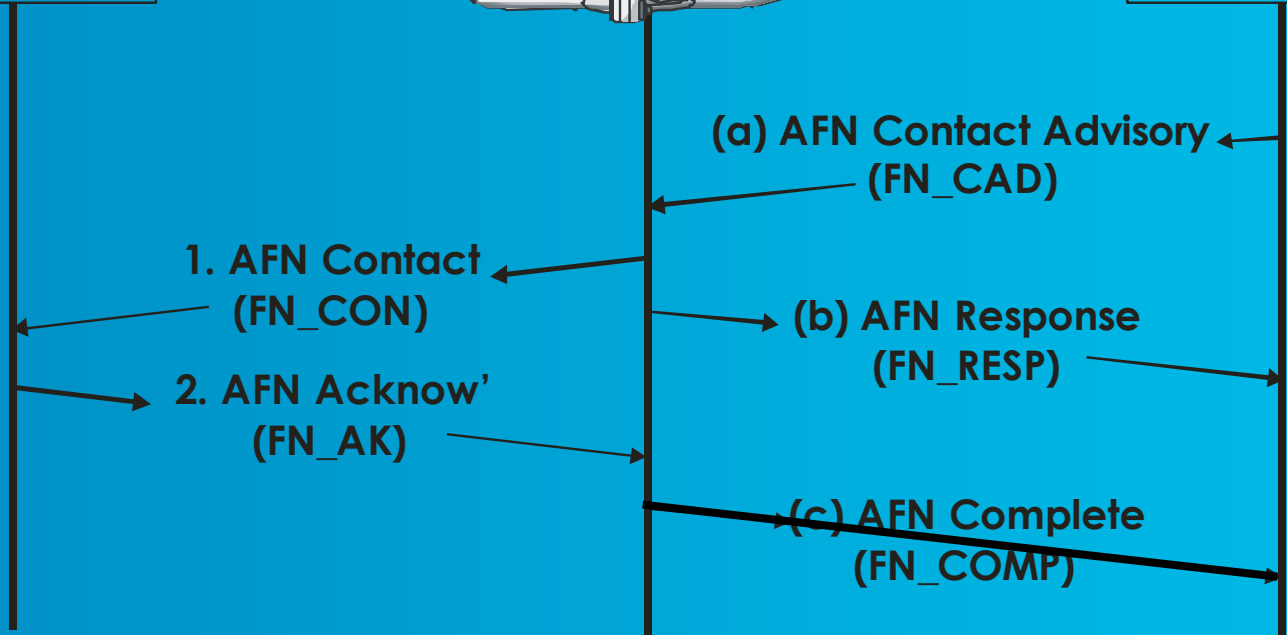 (a) AFN Contact Advisory
(FN_CAD)
1. AFN Contact
(FN_CON)
(b) AFN Response
(FN_RESP)
2. AFN Acknow’
(FN_AK)
(c) AFN Complete
(FN_COMP)